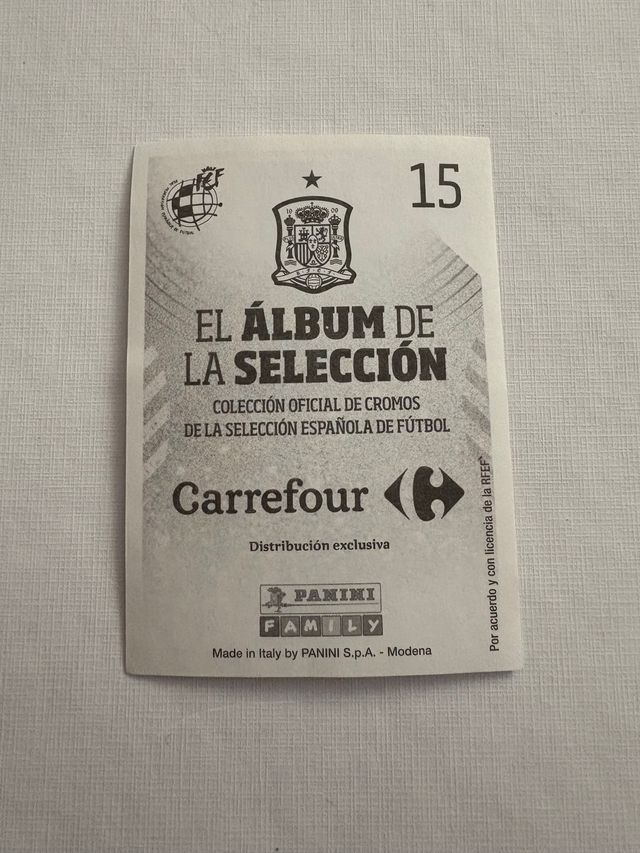 15
EL ÁLBUM DE
LA SELECCIÓN
COLECCIÓN OFICIAL DE CROMOS
DE LA SELECCIÓN ESPAÑOLA DE FÚTBOL
Carrefour
Distribución exclusiva
PANINI
FAMILY
Made in Italy by PANINI S.p.A. - Modena
Por acuerdo y con licencia de la RFEF